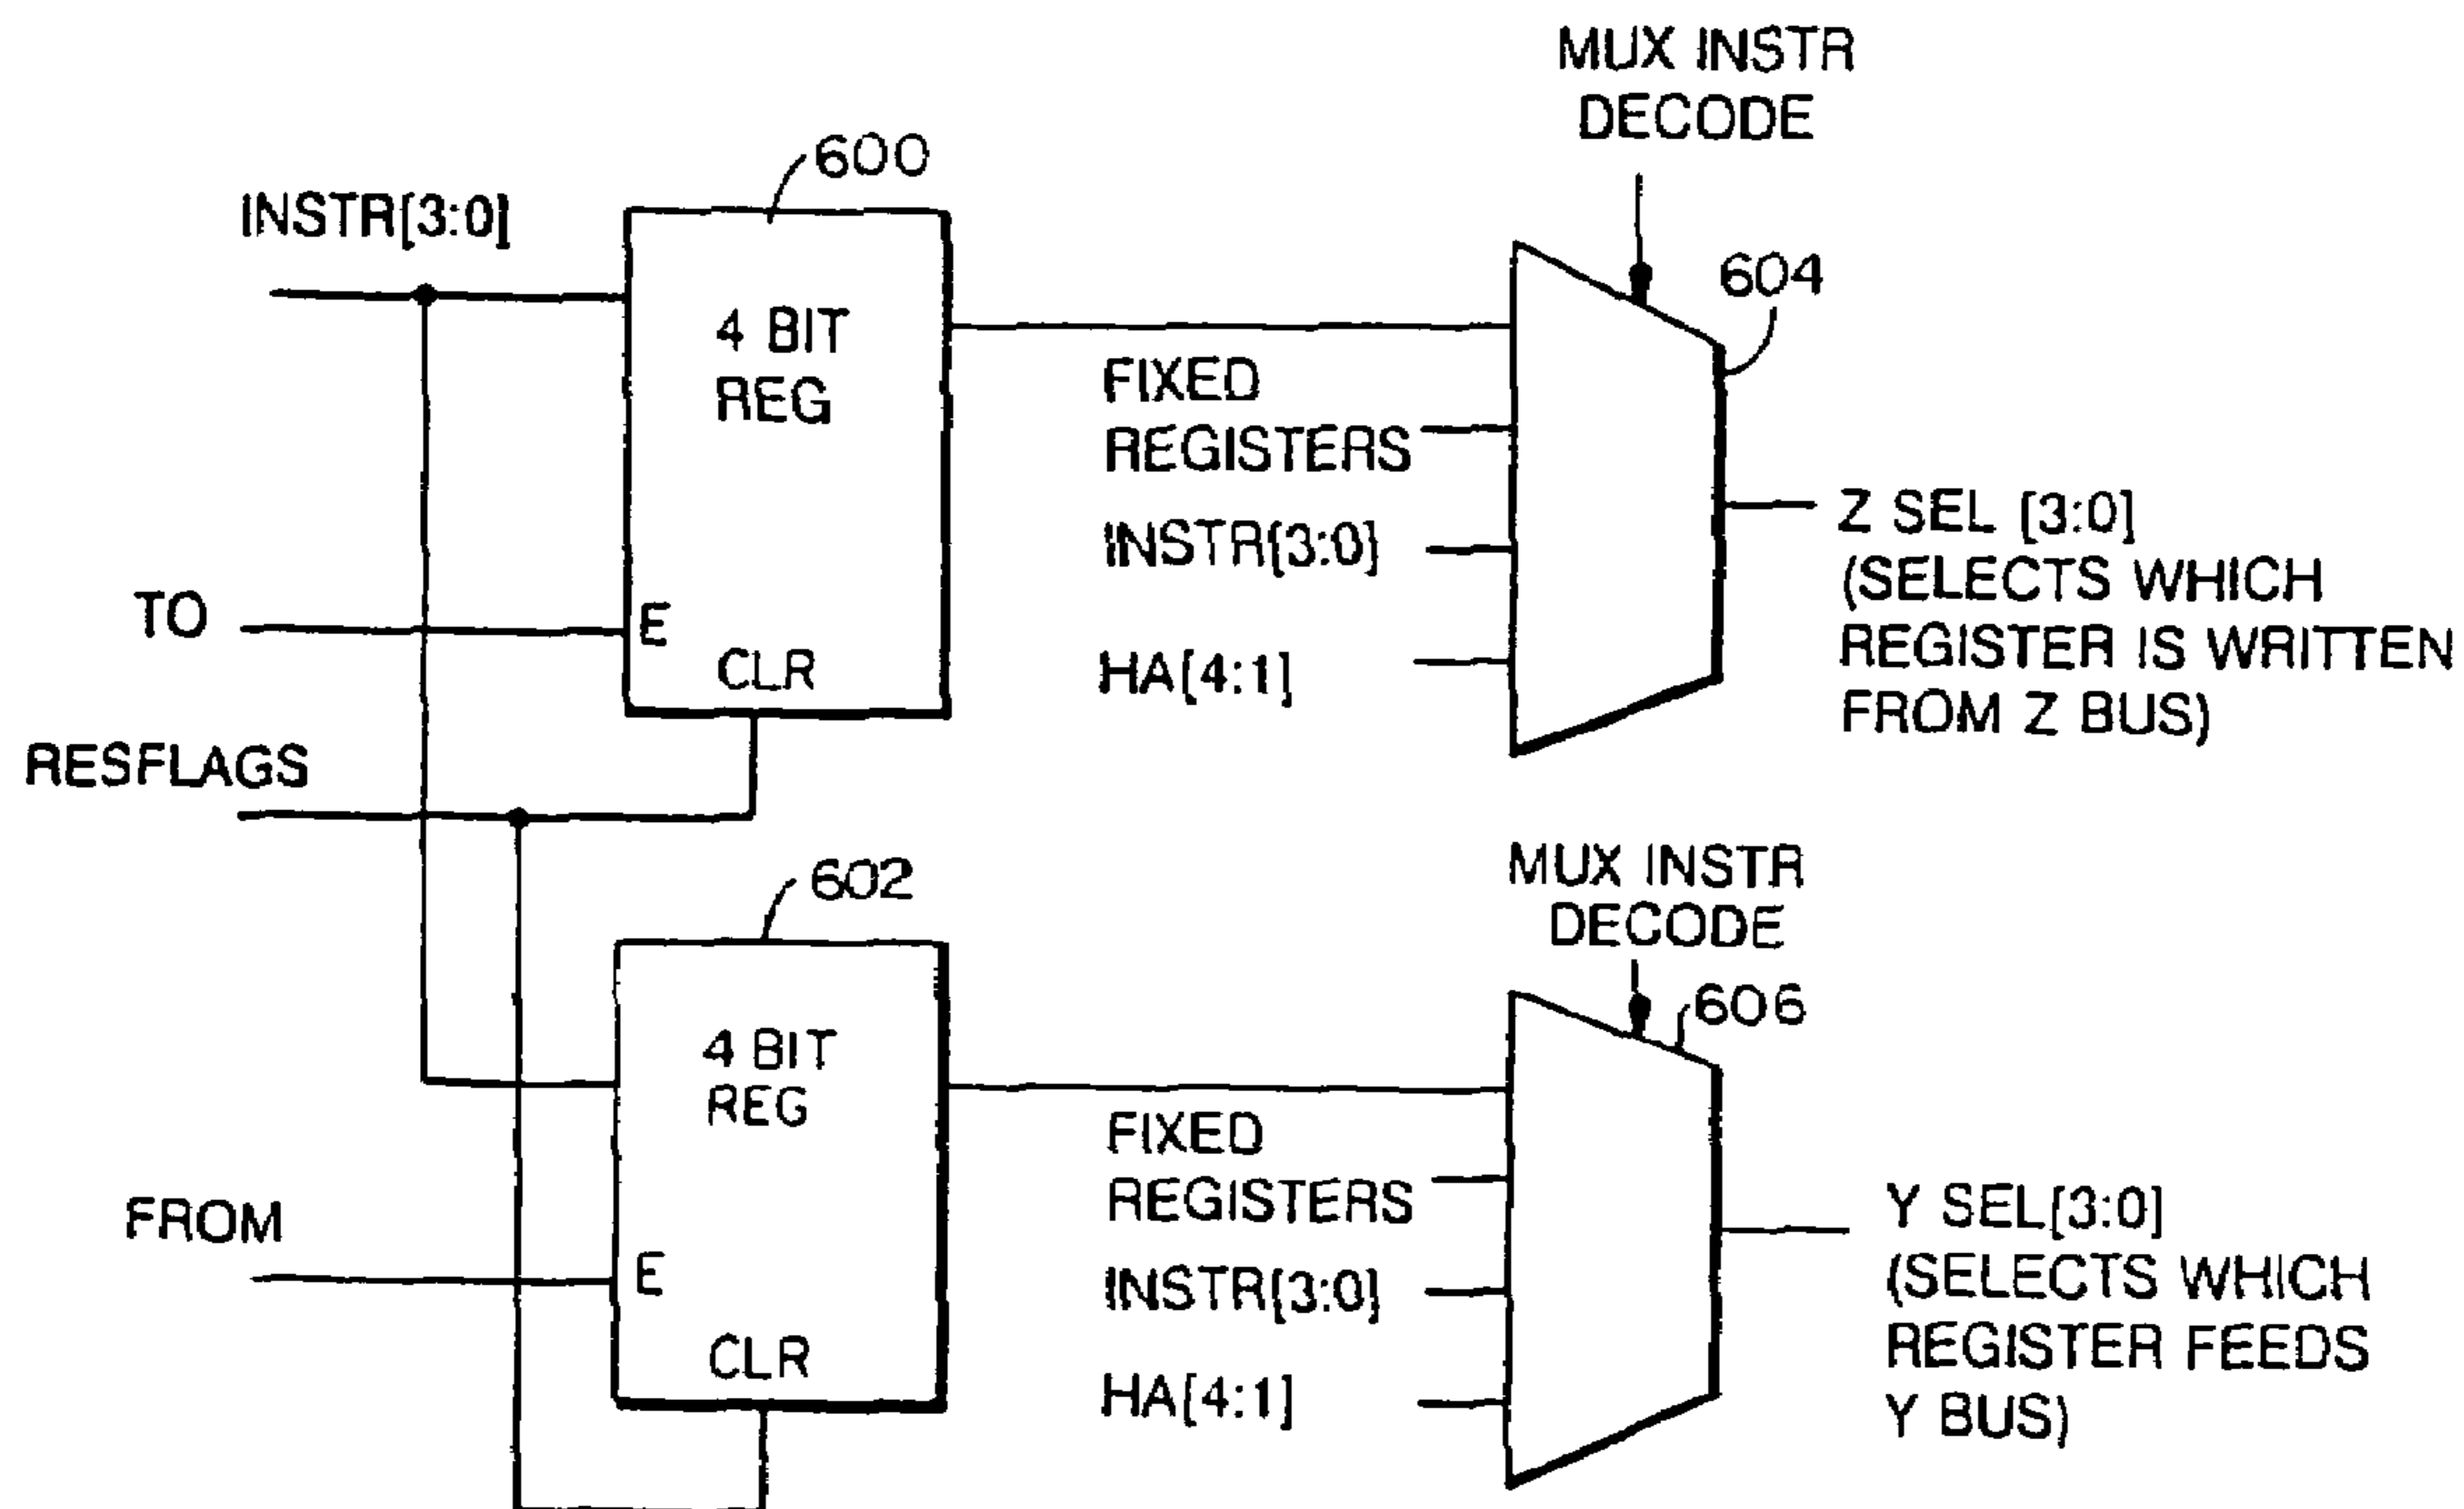 MUX INSTR
DECODE
600
INSTR[3:0]
604
4 BIT
REG
FIXED
REGISTERS
Z SEL [3:0]
(SELECTS WHICH
REGISTER IS WRITTEN
FROM Z BUS)
INSTR[3:0]
TO
E
CLR
HA[4:1]
RESFLAGS
602
MUX INSTR
DECODE
606
4 BIT
REG
FIXED
REGISTERS
FROM
Y SEL[3:0]
(SELECTS WHICH
REGISTER FEEDS
Y BUS)
E
INSTR[3:0]
CLR
HA[4:1]